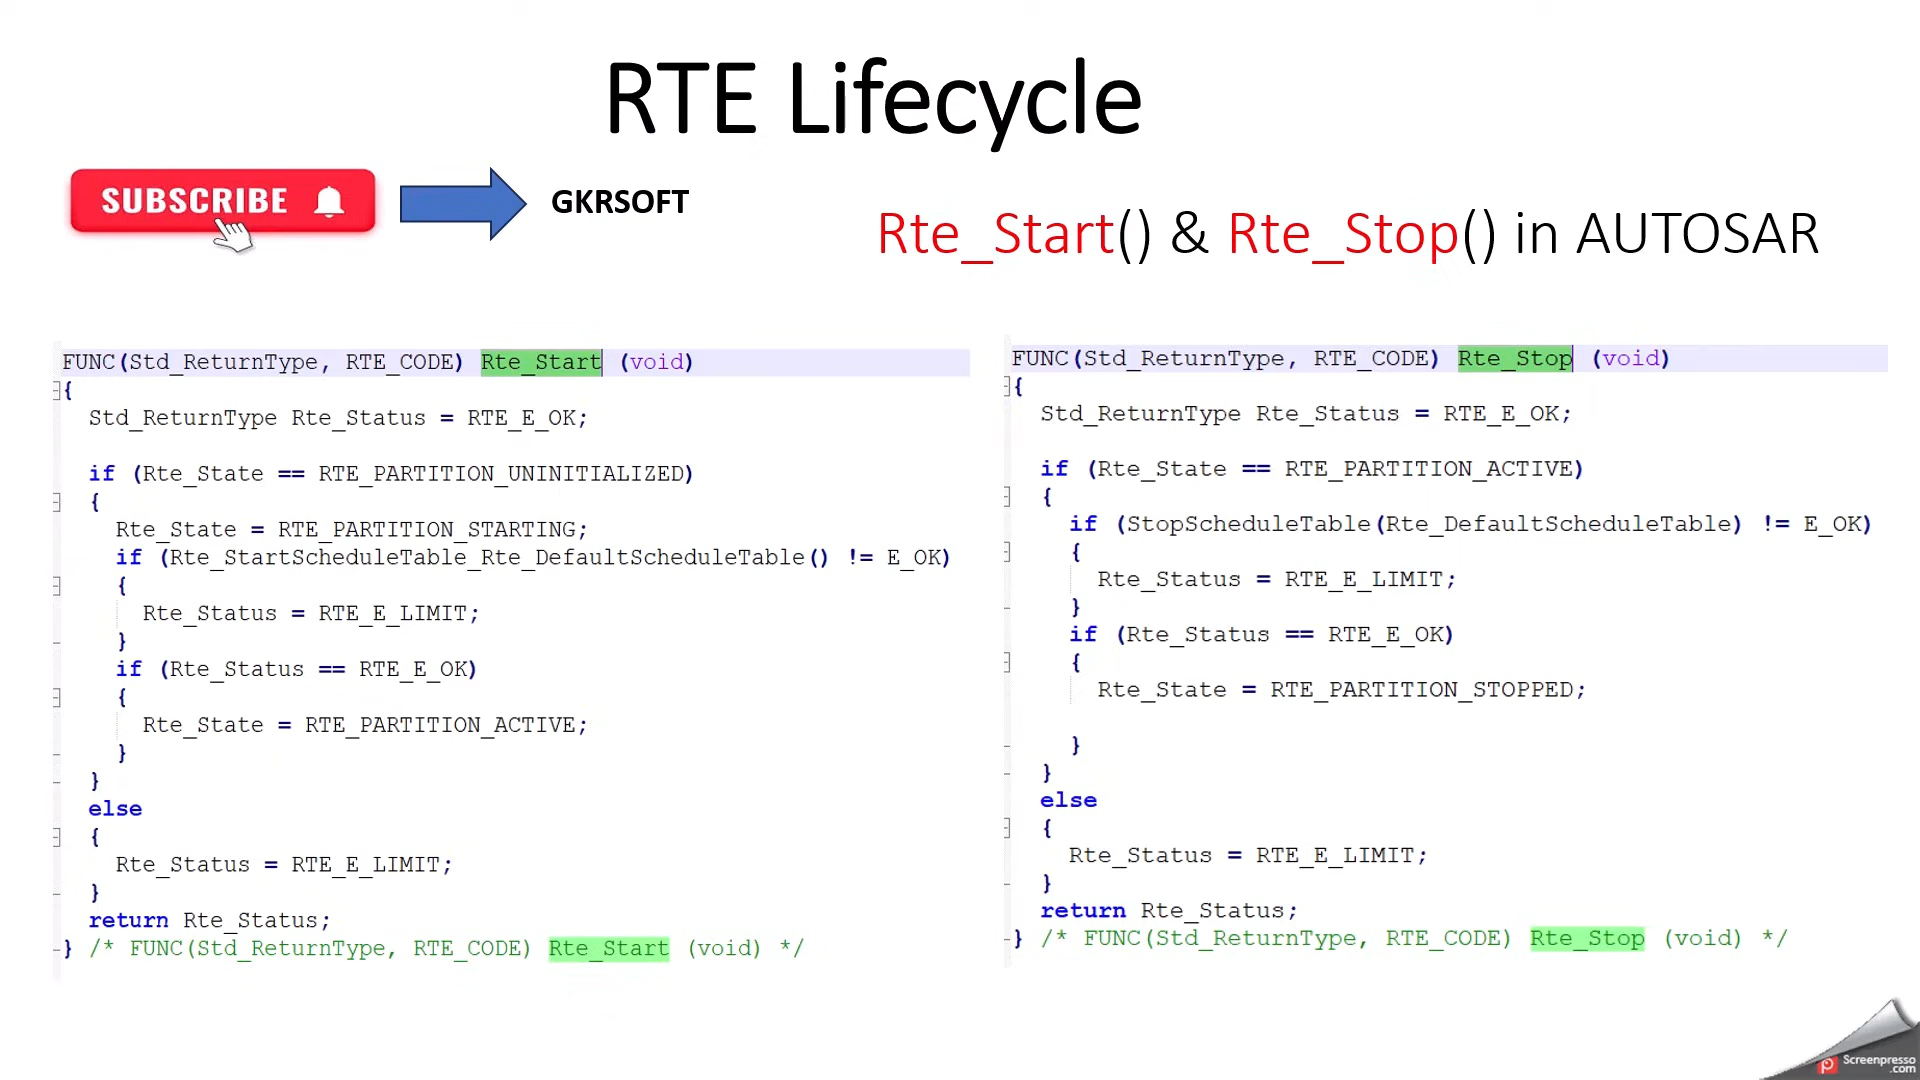 RTE Lifecycle
SUBSCRIBE
GKRSOFT
Rte_Start() & Rte_Stop() in AUTOSAR
FUNC(Std_ReturnType, RTE_CODE) Rte_Start (void)
{
Std_ReturnType Rte_Status = RTE_E_OK;
if (Rte_State == RTE_PARTITION_UNINITIALIZED)
{
Rte_State = RTE_PARTITION_STARTING;
if (Rte_StartScheduleTable_Rte_DefaultScheduleTable() != E_OK)
{
Rte_Status = RTE_E_LIMIT;
}
if (Rte_Status == RTE_E_OK)
{
Rte_State = RTE_PARTITION_ACTIVE;
}
}
else
{
Rte_Status = RTE_E_LIMIT;
}
return Rte_Status;
} /* FUNC(Std_ReturnType, RTE_CODE) Rte_Start (void) */
FUNC(Std_ReturnType, RTE_CODE) Rte_Stop (void)
{
Std_ReturnType Rte_Status = RTE_E_OK;
if (Rte_State == RTE_PARTITION_ACTIVE)
{
if (StopScheduleTable(Rte_DefaultScheduleTable) != E_OK)
{
Rte_Status = RTE_E_LIMIT;
}
if (Rte_Status == RTE_E_OK)
{
Rte_State = RTE_PARTITION_STOPPED;
}
}
else
{
Rte_Status = RTE_E_LIMIT;
}
return Rte_Status;
} /* FUNC(Std_ReturnType, RTE_CODE) Rte_Stop (void) */
Screenpresso
.com